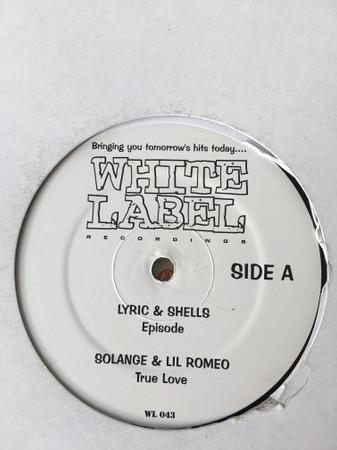 Bringing you tomorrow's hits today....
WHITE
LABEL
RECORDINGS
SIDE A
LYRIC & SHELLS
Episode
SOLANGE & LIL ROMEO
True Love
WL 043